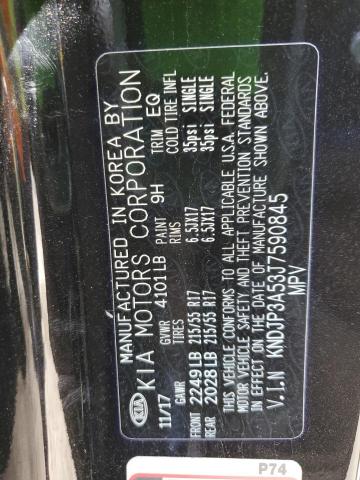 MANUFACTURED IN KOREA BY
KIA KIA MOTORS CORPORATION
11/17 GVWR 4101LB PAINT 9H TRIM EQ
GAWR TIRES RIMS COLD TIRE INFL
FRONT 2249LB 215/55 R17 6.5JX17 35psi SINGLE
REAR 2028LB 215/55 R17 6.5JX17 35psi SINGLE
THIS VEHICLE CONFORMS TO ALL APPLICABLE U.S.A. FEDERAL
MOTOR VEHICLE SAFETY AND THEFT PREVENTION STANDARDS
IN EFFECT ON THE DATE OF MANUFACTURE SHOWN ABOVE.
V.I.N KNDJP3A53J7590845
MPV
P74